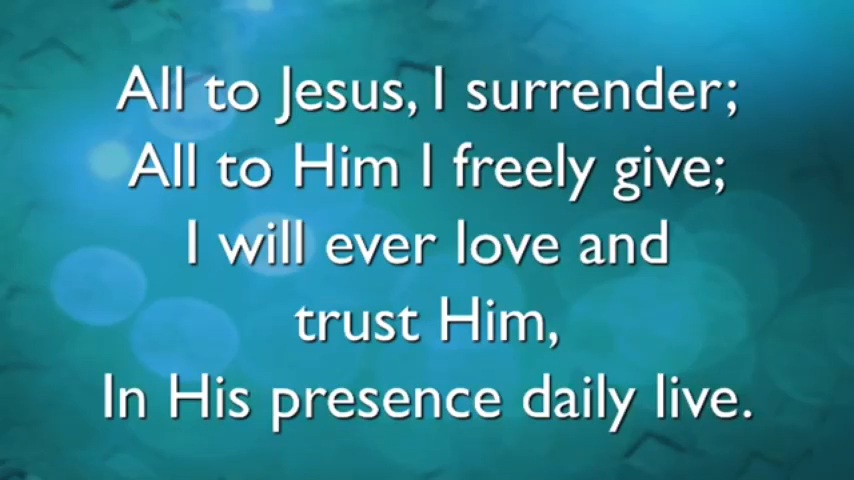 All to Jesus, I surrender;
All to Him I freely give;
I will ever love and
trust Him,
In His presence daily live.